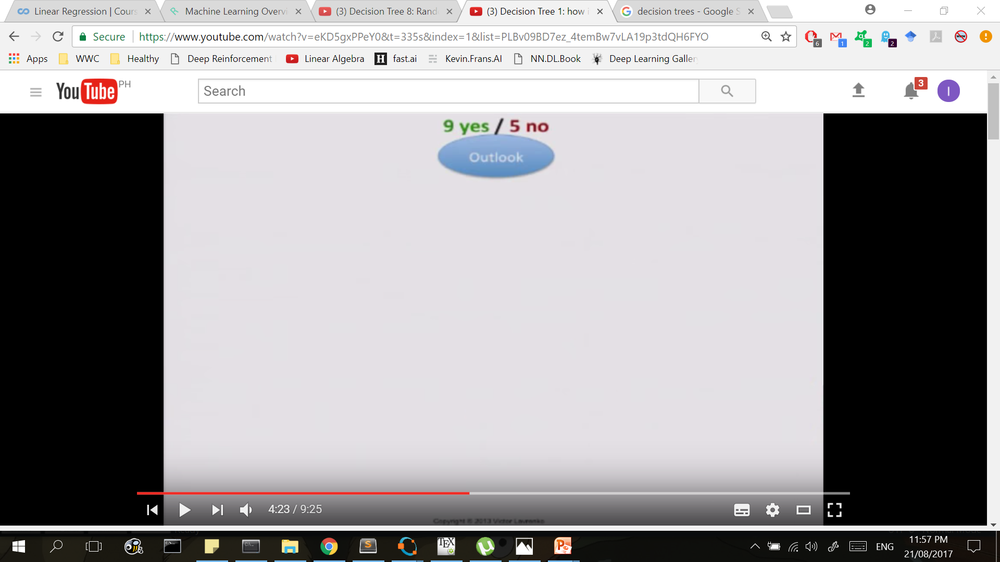 Linear Regression | Cours
Machine Learning Overvi
(3) Decision Tree 8: Rand
(3) Decision Tree 1: how i
decision trees - Google S
Secure
https://www.youtube.com/watch?v=eKD5gxPPeY0&t=335s&index=1&list=PLBv09BD7ez_4temBw7vLA19p3tdQH6FYO
6
1
2
2
Apps
WWC
Healthy
Deep Reinforcement
Linear Algebra
H
fast.ai
Kevin.Frans.AI
NN.DL.Book
Deep Learning Galler
YouTube PH
Search
3
I
9 yes / 5 no
Outlook
4:23 / 9:25
Copyright © 2013 Victor Lavrenko
Ready
ENG
11:57 PM
21/08/2017